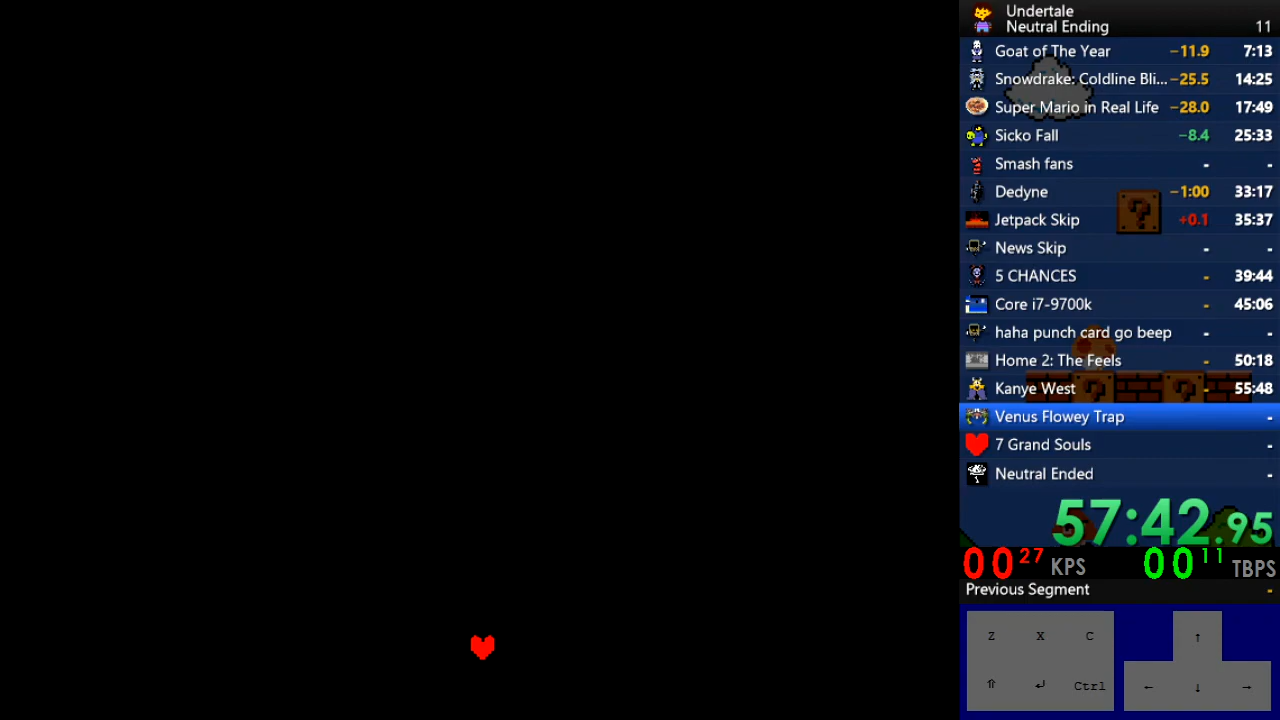 Undertale
Neutral Ending 11
Goat of The Year −11.9 7:13
Snowdrake: Coldline Bli... −25.5 14:25
Super Mario in Real Life −28.0 17:49
Sicko Fall −8.4 25:33
Smash fans - -
Dedyne −1:00 33:17
Jetpack Skip +0.1 35:37
News Skip - -
5 CHANCES - 39:44
Core i7-9700k - 45:06
haha punch card go beep - -
Home 2: The Feels - 50:18
Kanye West - 55:48
Venus Flowey Trap -
7 Grand Souls -
Neutral Ended -
57:42.95
00 27 KPS 00 11 TBPS
Previous Segment -
Z X C ↑
⇧ ↵ Ctrl ← ↓ →